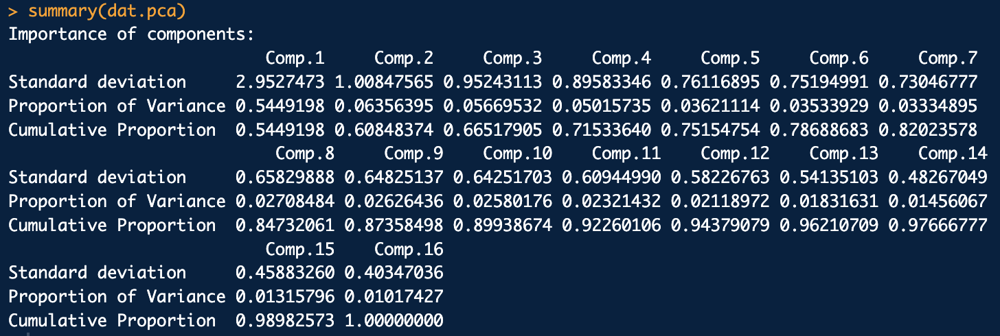 > summary(dat.pca)
Importance of components:
                          Comp.1     Comp.2     Comp.3     Comp.4     Comp.5     Comp.6     Comp.7
Standard deviation     2.9527473 1.00847565 0.95243113 0.89583346 0.76116895 0.75194991 0.73046777
Proportion of Variance 0.5449198 0.06356395 0.05669532 0.05015735 0.03621114 0.03533929 0.03334895
Cumulative Proportion  0.5449198 0.60848374 0.66517905 0.71533640 0.75154754 0.78688683 0.82023578
                           Comp.8     Comp.9    Comp.10    Comp.11    Comp.12    Comp.13    Comp.14
Standard deviation     0.65829888 0.64825137 0.64251703 0.60944990 0.58226763 0.54135103 0.48267049
Proportion of Variance 0.02708484 0.02626436 0.02580176 0.02321432 0.02118972 0.01831631 0.01456067
Cumulative Proportion  0.84732061 0.87358498 0.89938674 0.92260106 0.94379079 0.96210709 0.97666777
                          Comp.15    Comp.16
Standard deviation     0.45883260 0.40347036
Proportion of Variance 0.01315796 0.01017427
Cumulative Proportion  0.98982573 1.00000000